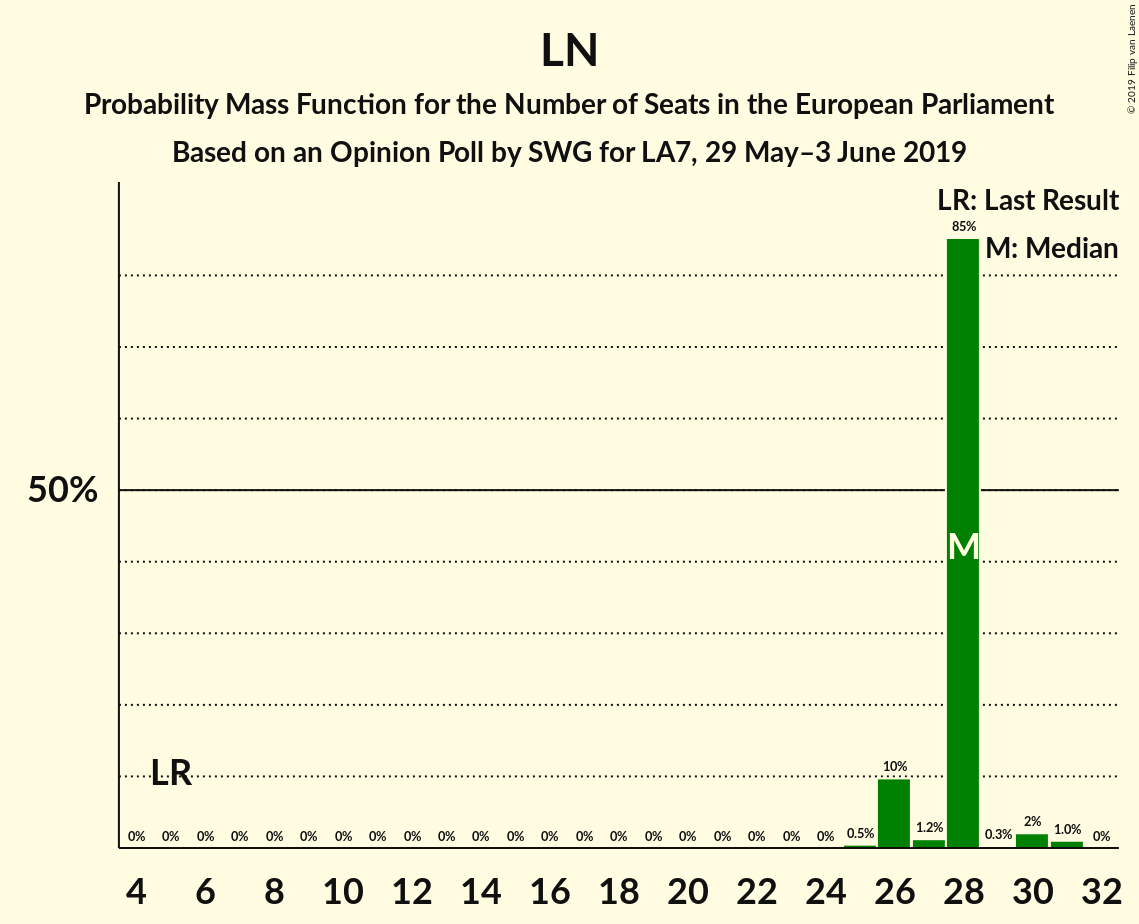 LN
Probability Mass Function for the Number of Seats in the European Parliament
Based on an Opinion Poll by SWG for LA7, 29 May–3 June 2019
© 2019 Filip van Laenen
LR: Last Result
85%
M: Median
50%
M
LR
10%
0% 0% 0% 0% 0% 0% 0% 0% 0% 0% 0% 0% 0% 0% 0% 0% 0% 0% 0% 0% 0% 0.5% 1.2% 0.3% 2% 1.0% 0%
4 6 8 10 12 14 16 18 20 22 24 26 28 30 32